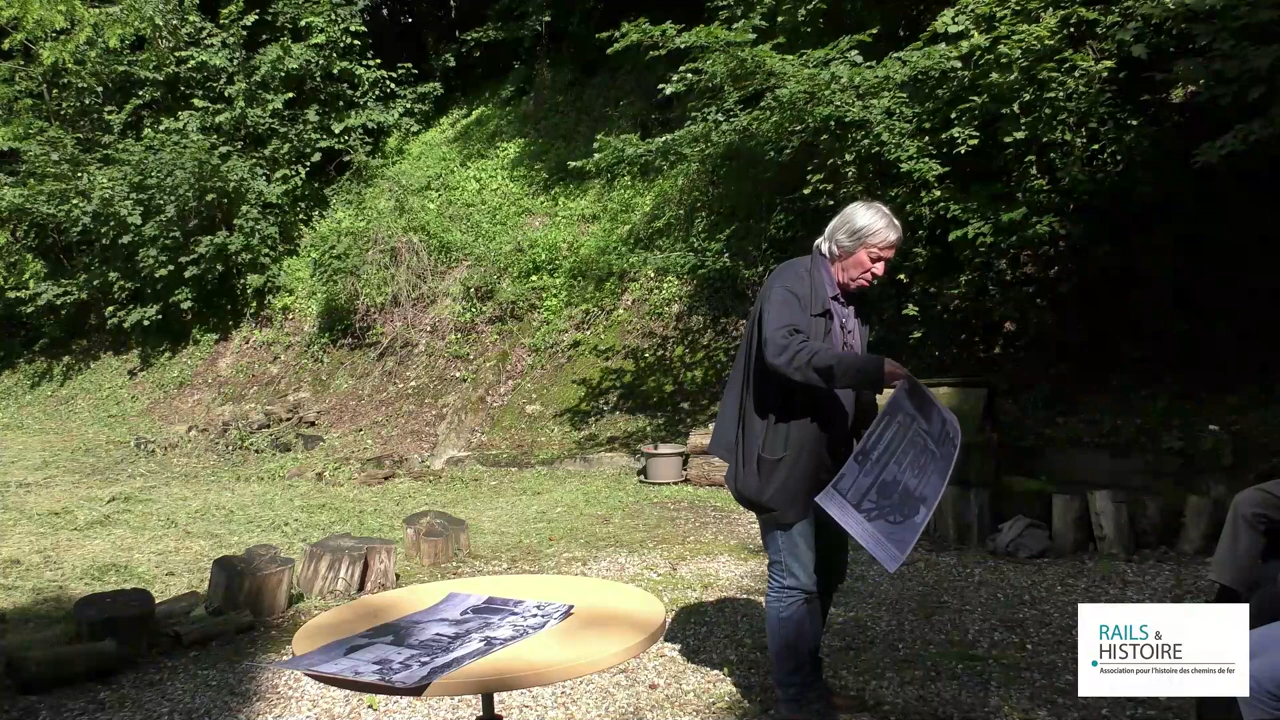 RAILS &
HISTOIRE
Association pour l'histoire des chemins de fer